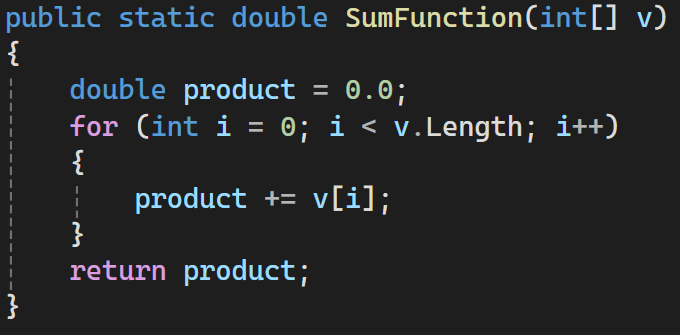 public static double SumFunction(int[] v)
{
    double product = 0.0;
    for (int i = 0; i < v.Length; i++)
    {
        product += v[i];
    }
    return product;
}